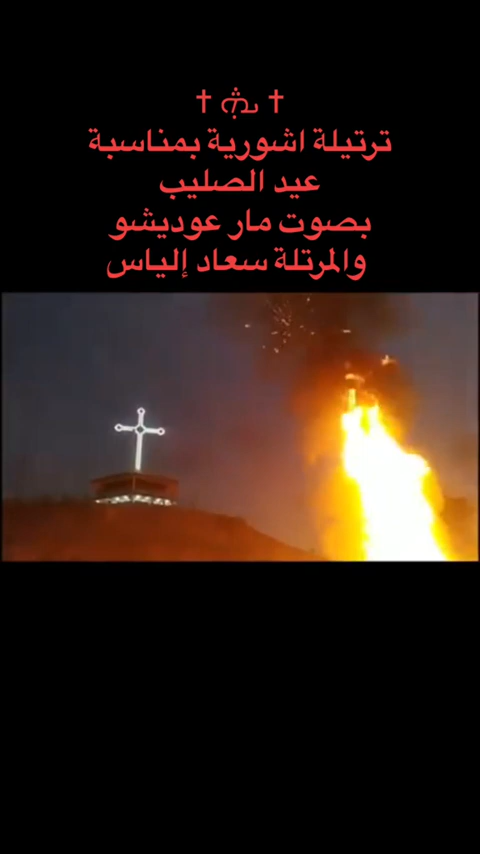 ✝ ܞ ✝
ترتيلة اشورية بمناسبة
عيد الصليب
بصوت مار عوديشو
والمرتلة سعاد إلياس